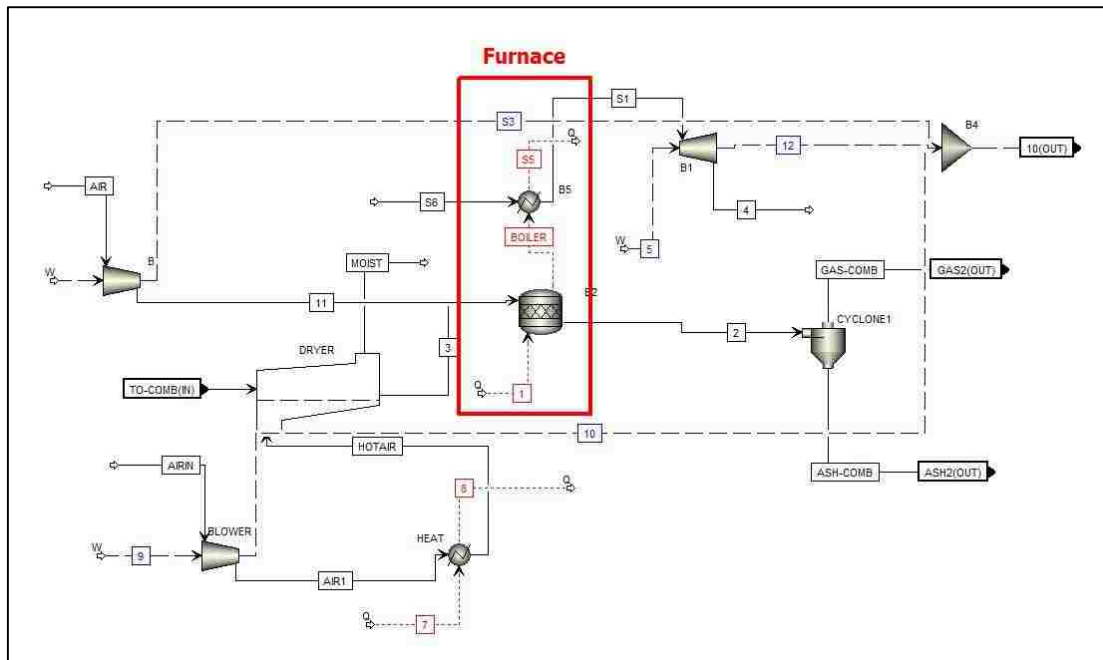 Furnace
S1
S3
B4
Q
12
10(OUT)
S5
B1
AIR
B5
S6
4
W
5
BOILER
W
B
MOIST
GAS-COMB
GAS2(OUT)
B2
11
2
CYCLONE1
DRYER
3
TO-COMB(IN)
Q
1
10
HOTAIR
AIRIN
ASH-COMB
ASH2(OUT)
8
Q
BLOWER
HEAT
W
9
AIR1
Q
7